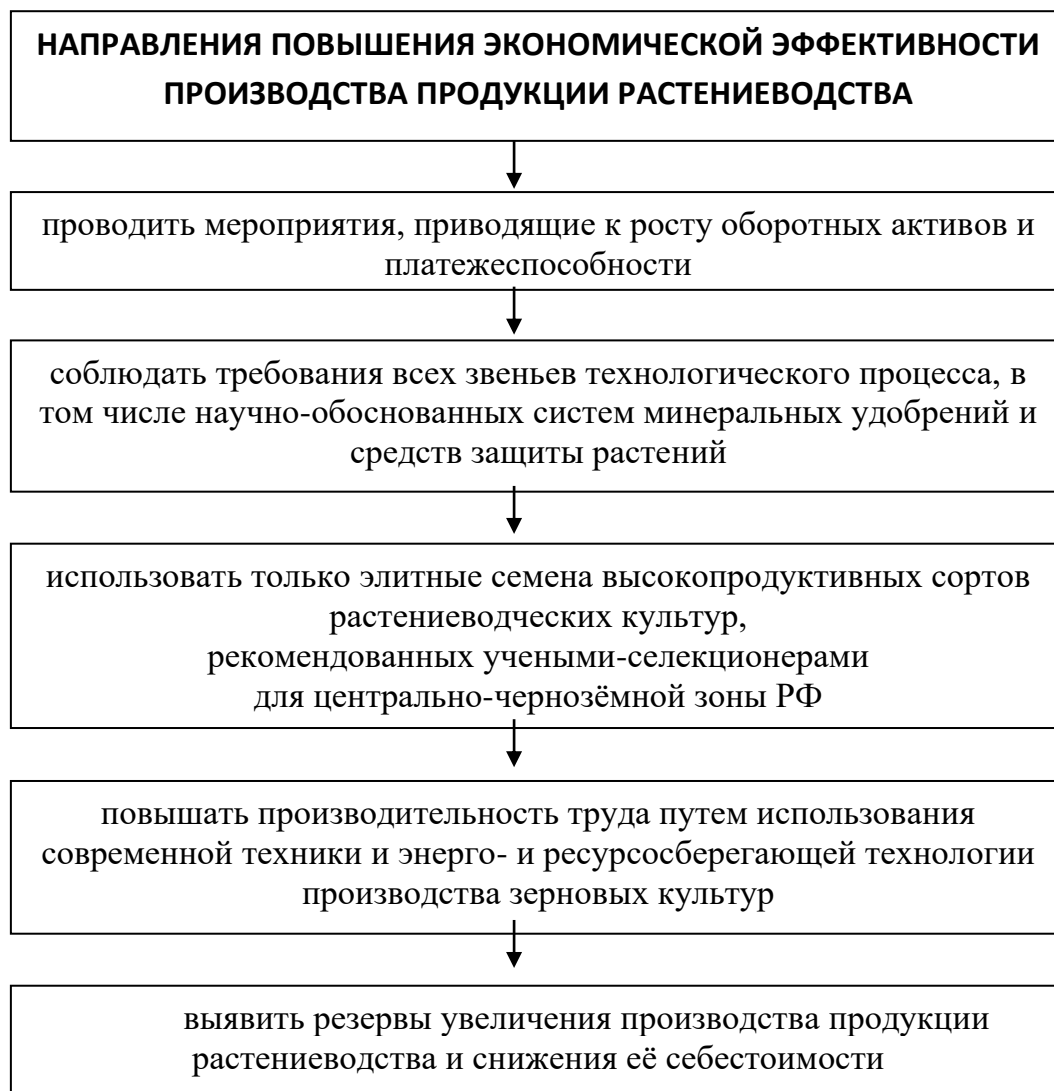 НАПРАВЛЕНИЯ ПОВЫШЕНИЯ ЭКОНОМИЧЕСКОЙ ЭФФЕКТИВНОСТИ
ПРОИЗВОДСТВА ПРОДУКЦИИ РАСТЕНИЕВОДСТВА
проводить мероприятия, приводящие к росту оборотных активов и
платежеспособности
соблюдать требования всех звеньев технологического процесса, в
том числе научно-обоснованных систем минеральных удобрений и
средств защиты растений
использовать только элитные семена высокопродуктивных сортов
растениеводческих культур,
рекомендованных учеными-селекционерами
для центрально-чернозёмной зоны РФ
повышать производительность труда путем использования
современной техники и энерго- и ресурсосберегающей технологии
производства зерновых культур
выявить резервы увеличения производства продукции
растениеводства и снижения её себестоимости